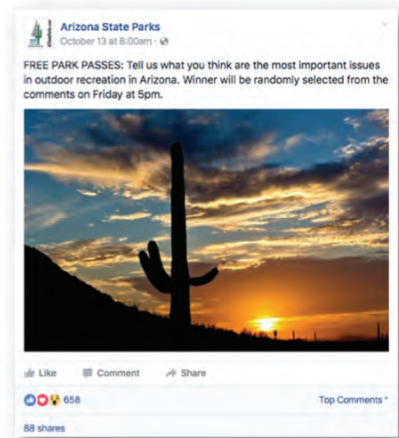 Arizona State Parks
October 13 at 8:00am ·
FREE PARK PASSES: Tell us what you think are the most important issues
in outdoor recreation in Arizona. Winner will be randomly selected from the
comments on Friday at 5pm.
Like Comment Share
658 Top Comments
88 shares